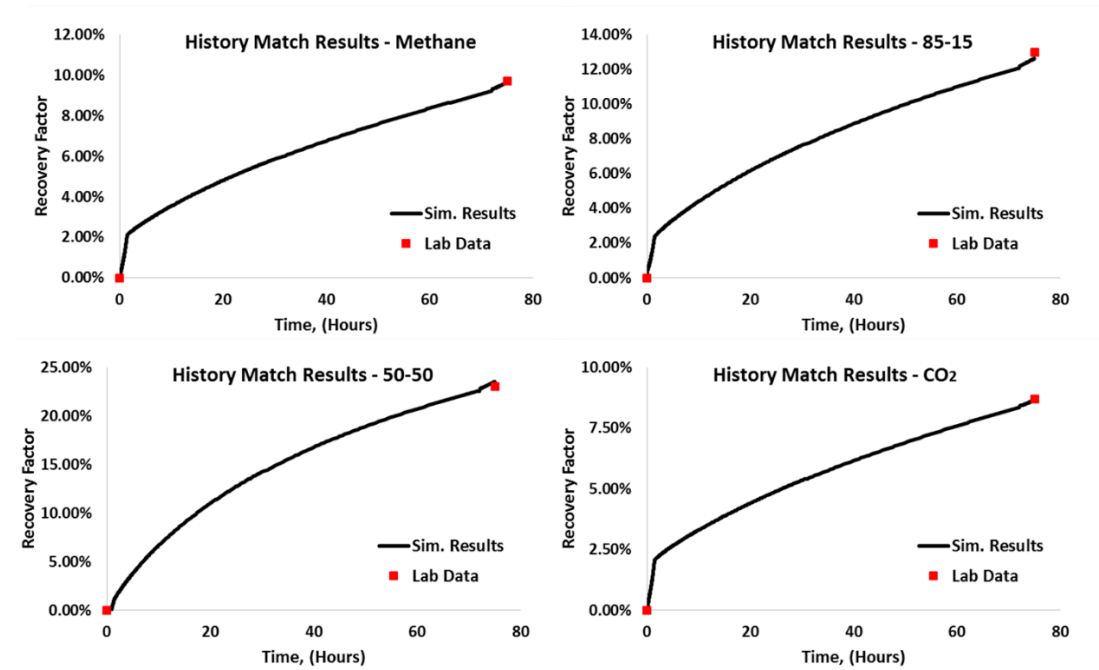 History Match Results - Methane
12.00%
10.00%
8.00%
6.00%
4.00%
2.00%
0.00%
Recovery Factor
Sim. Results
Lab Data
0 20 40 60 80
Time, (Hours)
History Match Results - 85-15
14.00%
12.00%
10.00%
8.00%
6.00%
4.00%
2.00%
0.00%
Recovery Factor
Sim. Results
Lab Data
0 20 40 60 80
Time, (Hours)
History Match Results - 50-50
25.00%
20.00%
15.00%
10.00%
5.00%
0.00%
Recovery Factor
Sim. Results
Lab Data
0 20 40 60 80
Time, (Hours)
History Match Results - CO₂
10.00%
7.50%
5.00%
2.50%
0.00%
Recovery Factor
Sim. Results
Lab Data
0 20 40 60 80
Time, (Hours)